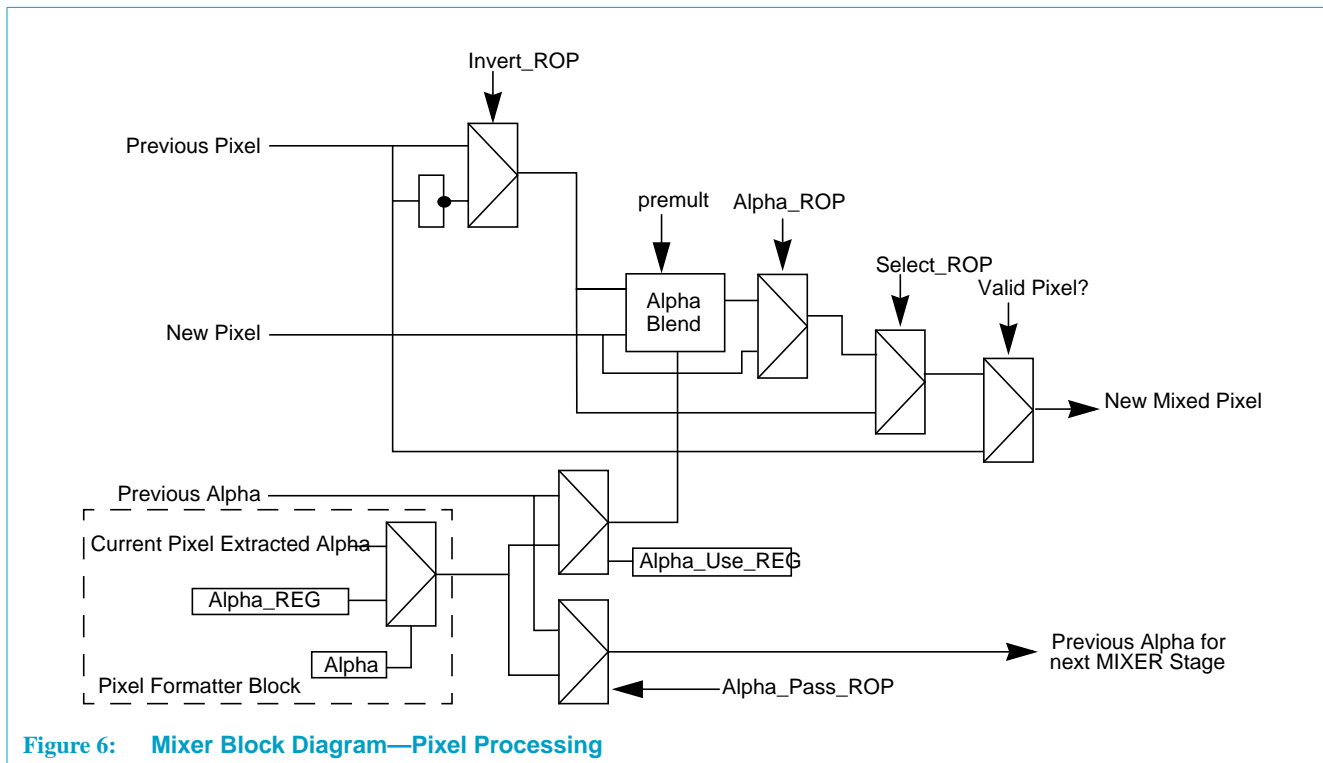 Invert_ROP
Previous Pixel
premult
Alpha_ROP
Select_ROP
Valid Pixel?
Alpha
Blend
New Pixel
New Mixed Pixel
Previous Alpha
Current Pixel Extracted Alpha
Alpha_Use_REG
Alpha_REG
Previous Alpha for
next MIXER Stage
Alpha
Pixel Formatter Block
Alpha_Pass_ROP
Figure 6: Mixer Block Diagram—Pixel Processing